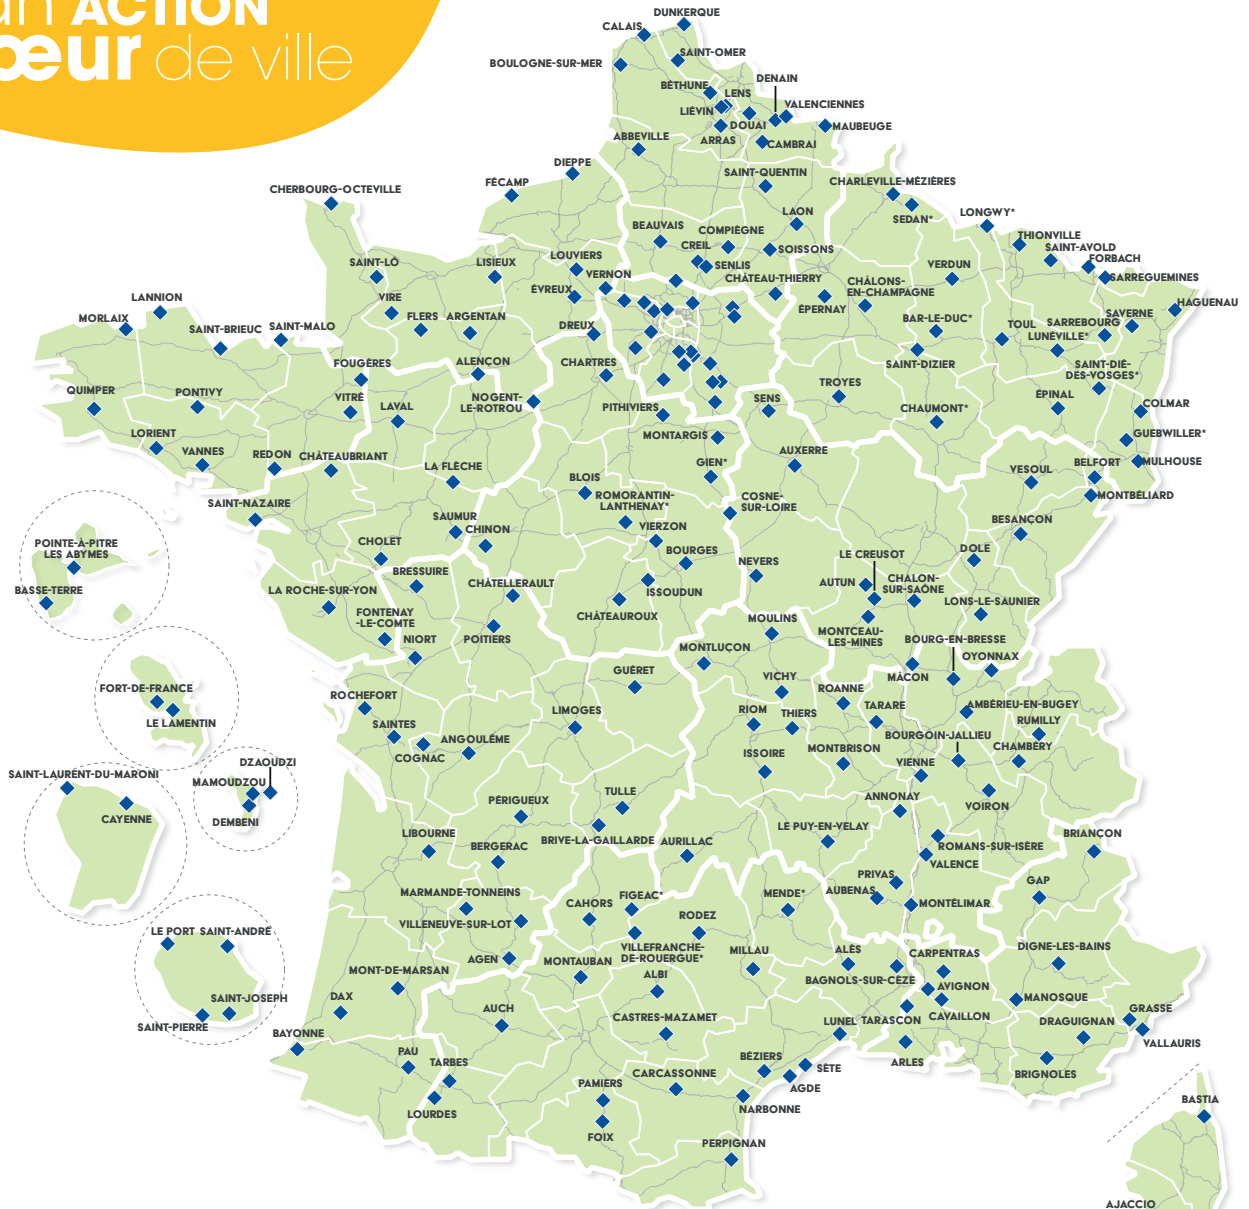 an ACTION
œur de ville
DUNKERQUE
CALAIS
SAINT-OMER
BOULOGNE-SUR-MER
DENAIN
BÉTHUNE
LENS
VALENCIENNES
LIÉVIN
DOUAI
MAUBEUGE
ABBEVILLE
ARRAS
CAMBRAI
DIEPPE
SAINT-QUENTIN
FÉCAMP
CHARLEVILLE-MÉZIÈRES
CHERBOURG-OCTEVILLE
LAON
LONGWY*
SEDAN*
BEAUVAIS
COMPIÈGNE
THIONVILLE
CREIL
SOISSONS
SAINT-AVOLD
LOUVIERS
FORBACH
SAINT-LÔ
LISIEUX
SENLIS
VERDUN
VERNON
CHÂTEAU-THIERRY
SARREGUEMINES
CHÂLONS-
EN-CHAMPAGNE
ÉVREUX
LANNION
VIRE
ÉPERNAY
HAGUENAU
MORLAIX
FLERS
ARGENTAN
BAR-LE-DUC*
SAVERNE
SAINT-BRIEUC
SAINT-MALO
DREUX
TOUL
SARREBOURG
LUNÉVILLE*
FOUGÈRES
ALENÇON
CHARTRES
SAINT-DIZIER
SAINT-DIÉ-
DES-VOSGES*
QUIMPER
PONTIVY
VITRÉ
LAVAL
NOGENT-
LE-ROTROU
PITHIVIERS
SENS
TROYES
CHAUMONT*
ÉPINAL
COLMAR
LORIENT
MONTARGIS
GUEBWILLER*
VANNES
REDON
CHÂTEAUBRIANT
LA FLÈCHE
GIEN*
AUXERRE
VESOUL
BELFORT
MULHOUSE
BLOIS
ROMORANTIN-
LANTHENAY*
COSNE-
SUR-LOIRE
MONTBÉLIARD
SAINT-NAZAIRE
SAUMUR
CHINON
VIERZON
BESANÇON
POINTE-À-PITRE
LES ABYMES
CHOLET
BOURGES
NEVERS
LE CREUSOT
DOLE
BASSE-TERRE
LA ROCHE-SUR-YON
BRESSUIRE
CHÂTELLERAULT
ISSOUDUN
AUTUN
CHALON-
SUR-SAÔNE
LONS-LE-SAUNIER
FONTENAY
-LE-COMTE
CHÂTEAUROUX
MOULINS
MONTCEAU-
LES-MINES
BOURG-EN-BRESSE
NIORT
POITIERS
MONTLUÇON
OYONNAX
GUÉRET
MÂCON
FORT-DE-FRANCE
VICHY
ROANNE
ROCHEFORT
TARARE
AMBÉRIEU-EN-BUGEY
LE LAMENTIN
SAINTES
LIMOGES
RIOM
THIERS
RUMILLY
COGNAC
ANGOULÊME
BOURGOIN-JALLIEU
ISSOIRE
MONTBRISON
CHAMBÉRY
DZAOUDZI
VIENNE
SAINT-LAURENT-DU-MARONI
MAMOUDZOU
CAYENNE
DEMBENI
PÉRIGUEUX
TULLE
ANNONAY
VOIRON
LIBOURNE
BRIVE-LA-GAILLARDE
AURILLAC
LE PUY-EN-VELAY
BRIANÇON
BERGERAC
ROMANS-SUR-ISÈRE
VALENCE
MARMANDE-TONNEINS
FIGEAC*
PRIVAS
GAP
CAHORS
MENDE*
AUBENAS
MONTÉLIMAR
VILLENEUVE-SUR-LOT
RODEZ
LE PORT
SAINT-ANDRÉ
VILLEFRANCHE-
DE-ROUERGUE*
MILLAU
ALÈS
CARPENTRAS
DIGNE-LES-BAINS
AGEN
MONTAUBAN
MONT-DE-MARSAN
ALBI
BAGNOLS-SUR-CÈZE
AVIGNON
SAINT-JOSEPH
DAX
MANOSQUE
AUCH
CASTRES-MAZAMET
LUNEL
TARASCON
CAVAILLON
DRAGUIGNAN
GRASSE
SAINT-PIERRE
BAYONNE
VALLAURIS
PAU
TARBES
BÉZIERS
SÈTE
ARLES
BRIGNOLES
PAMIERS
CARCASSONNE
AGDE
LOURDES
NARBONNE
BASTIA
FOIX
PERPIGNAN
AJACCIO